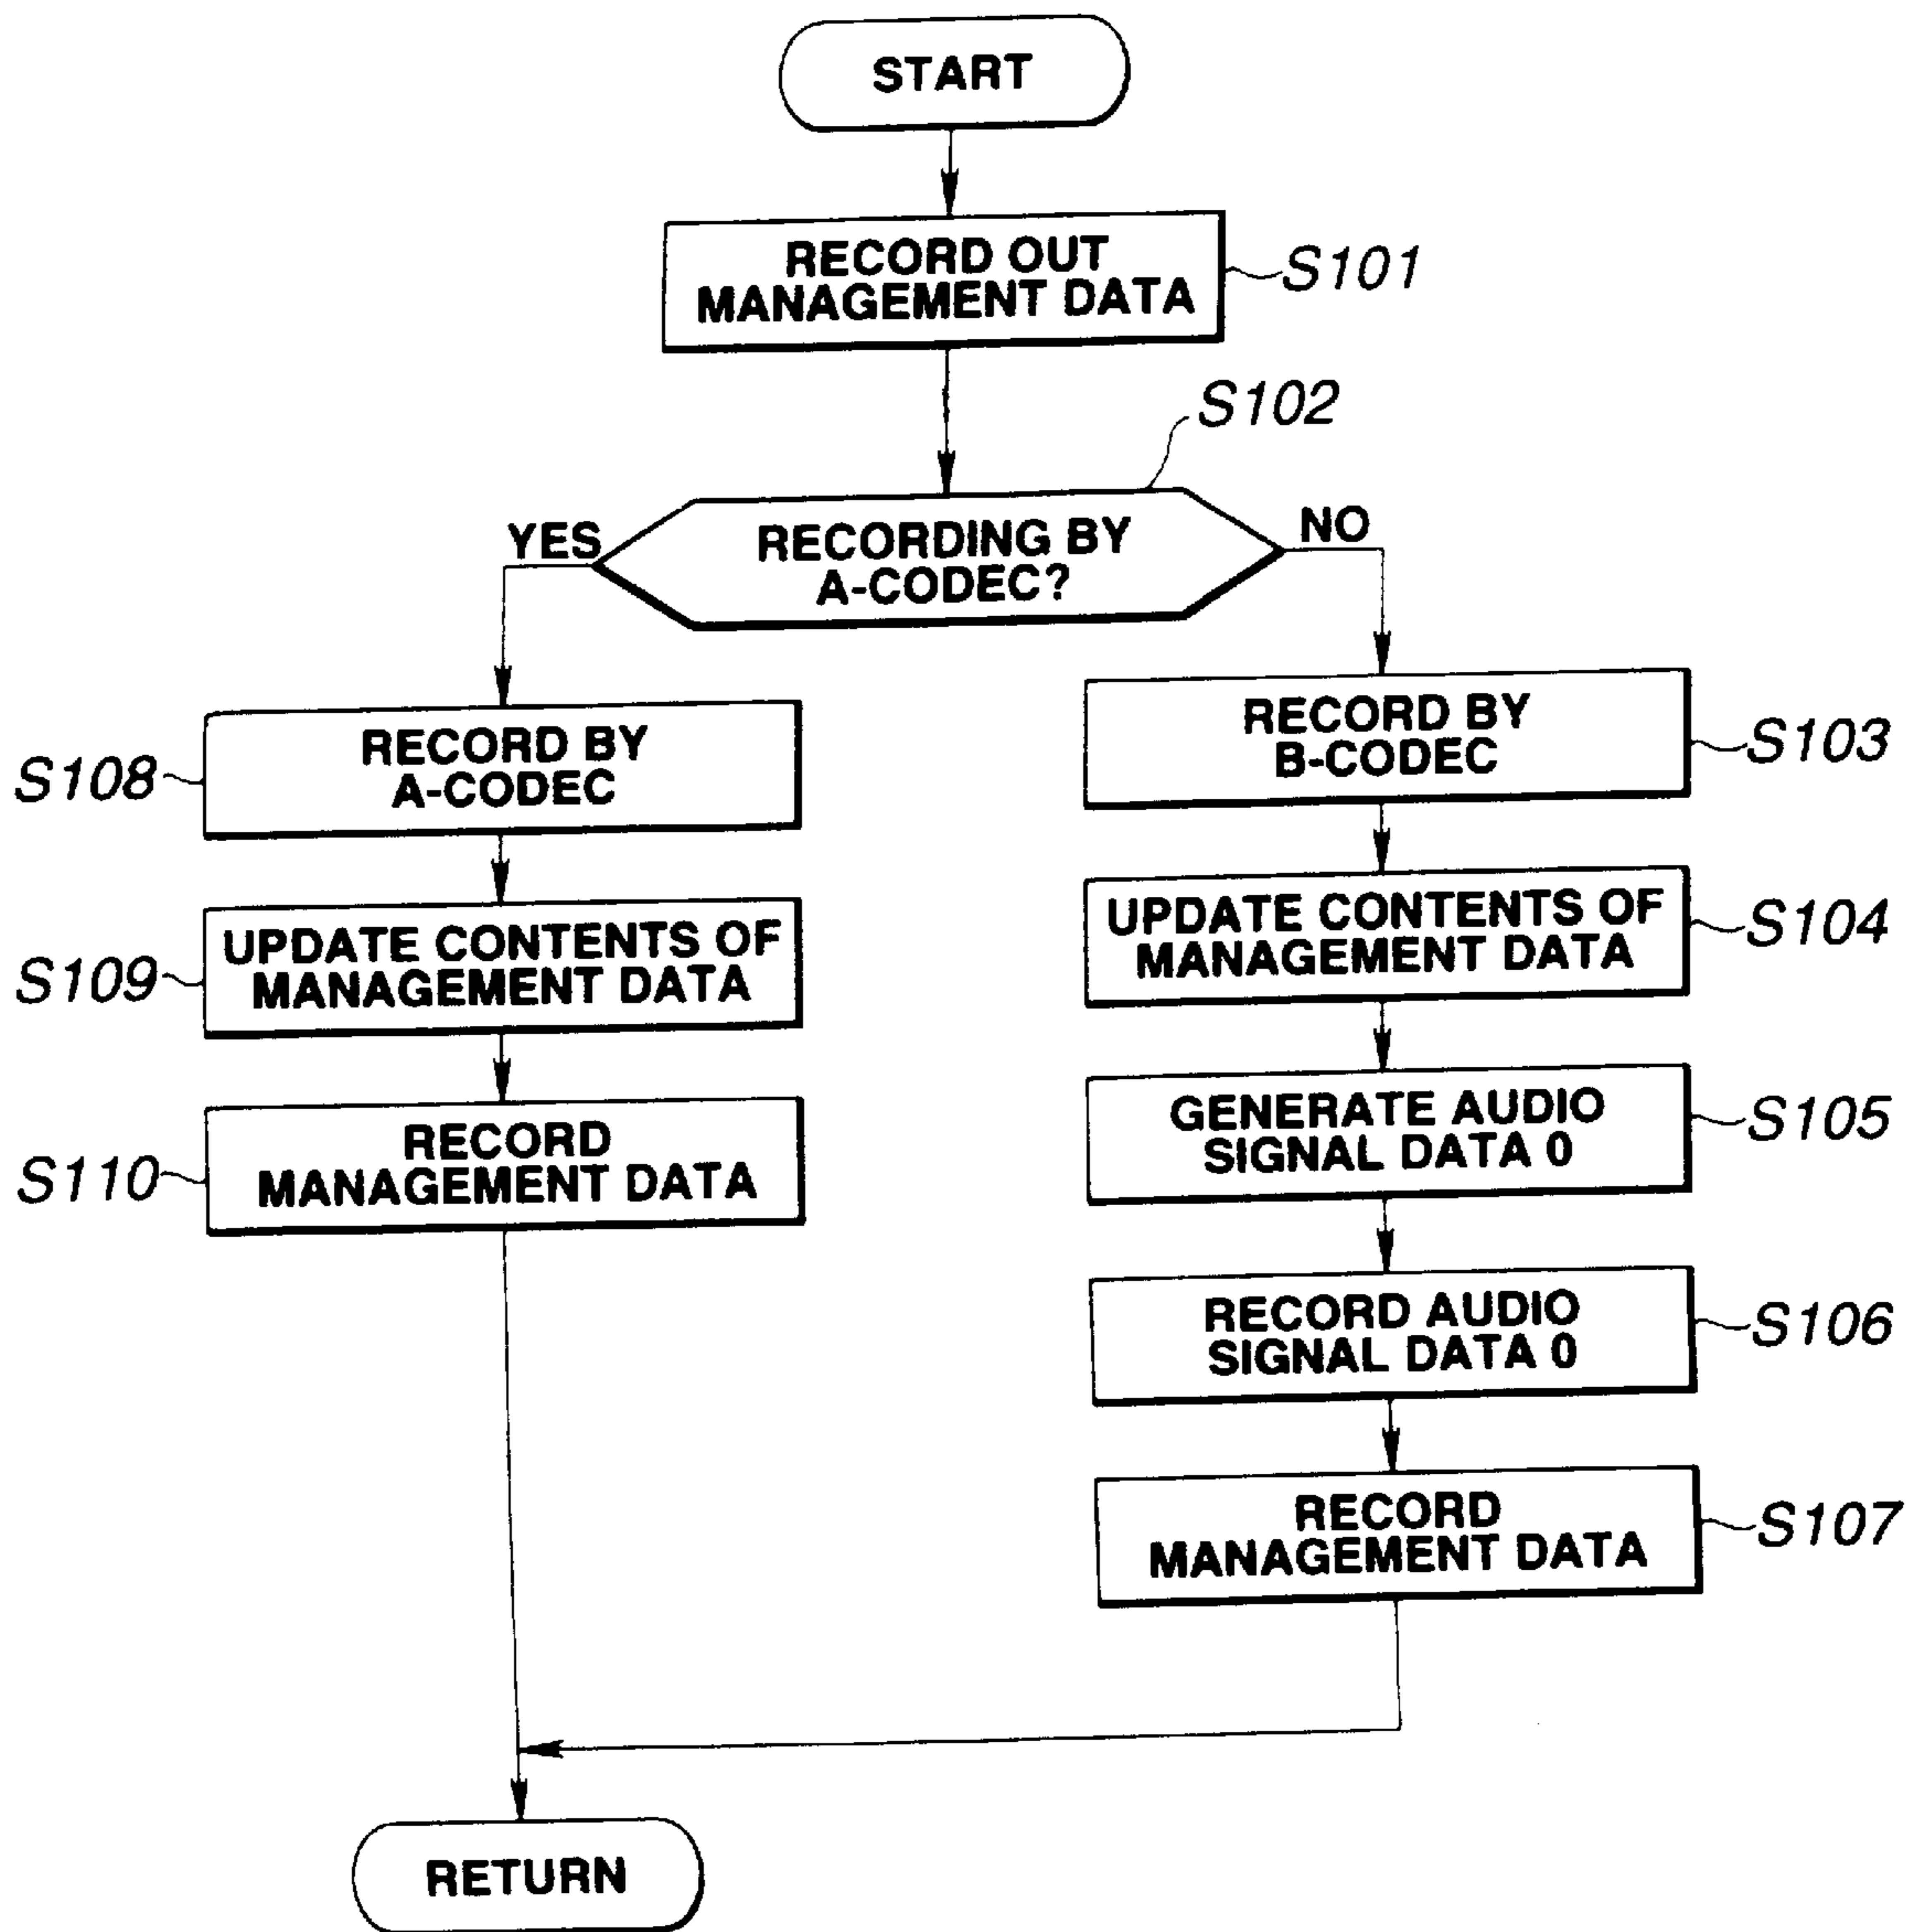 START
RECORD OUT
MANAGEMENT DATA
S101
S102
YES
RECORDING BY
A-CODEC?
NO
S108
RECORD BY
A-CODEC
RECORD BY
B-CODEC
S103
S109
UPDATE CONTENTS OF
MANAGEMENT DATA
UPDATE CONTENTS OF
MANAGEMENT DATA
S104
S110
RECORD
MANAGEMENT DATA
GENERATE AUDIO
SIGNAL DATA 0
S105
RECORD AUDIO
SIGNAL DATA 0
S106
RECORD
MANAGEMENT DATA
S107
RETURN